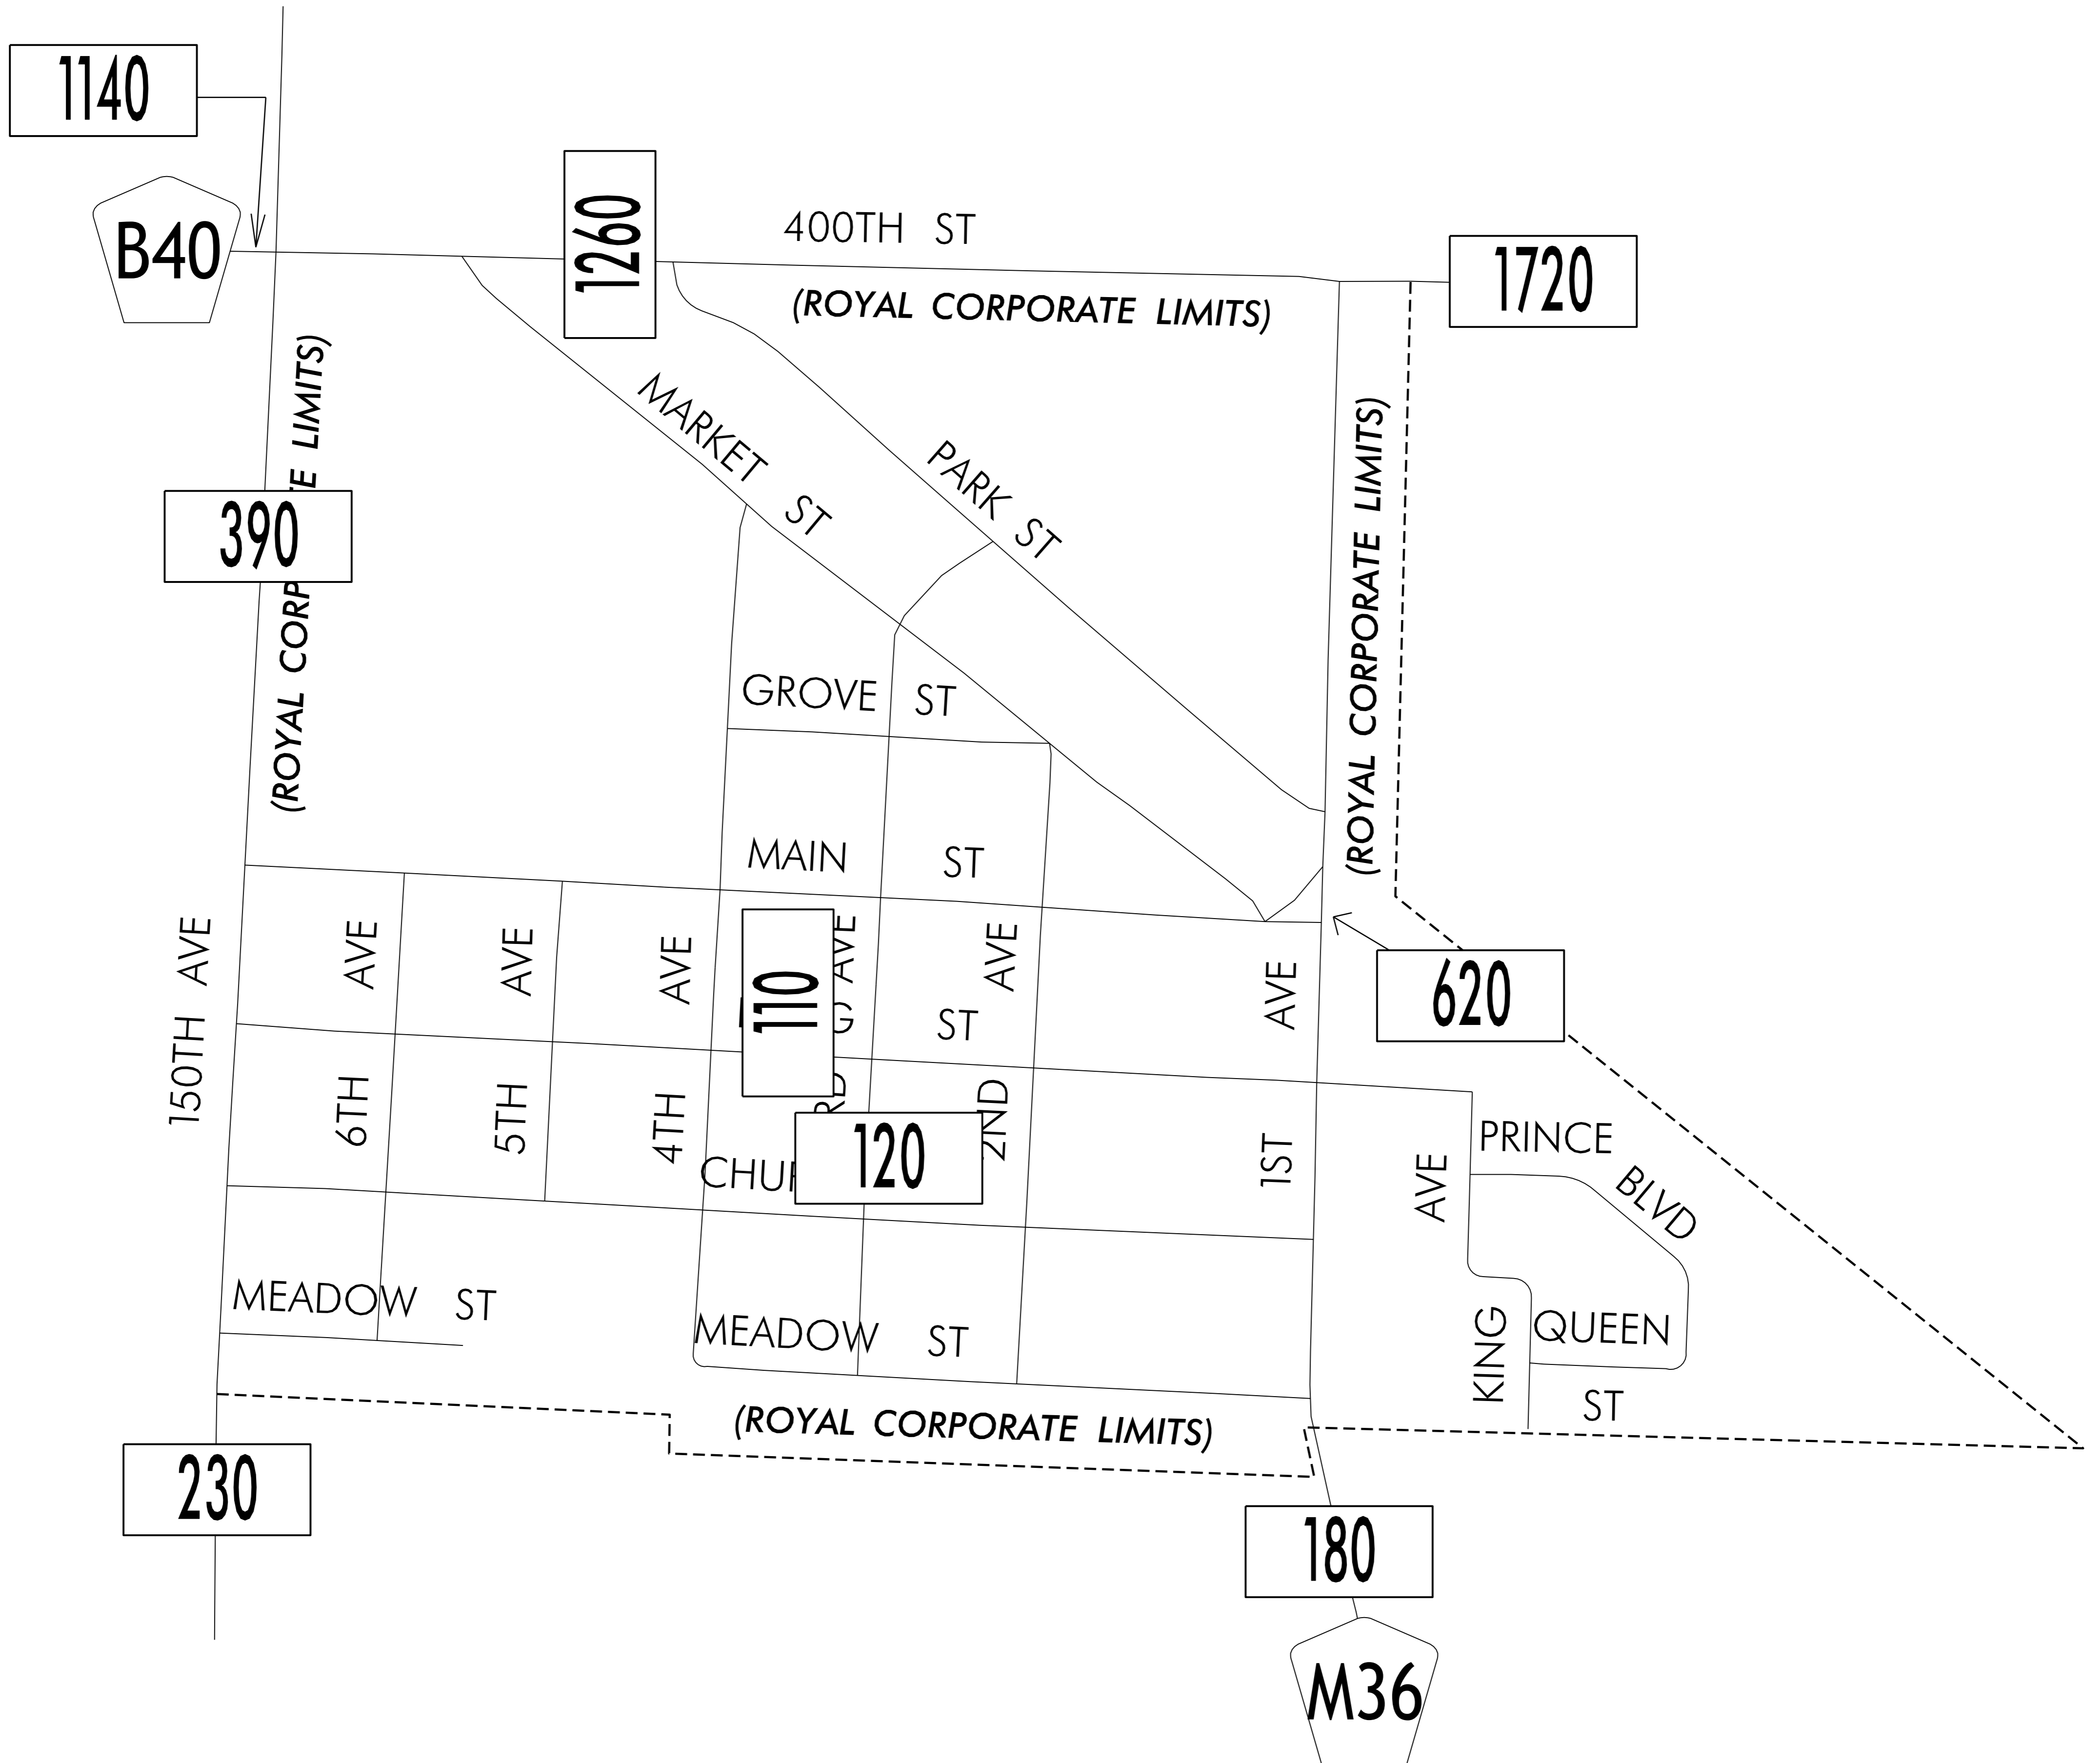 1140
B40
1260
400TH ST
(ROYAL CORPORATE LIMITS)
1720
LIMITS)
(ROYAL
390
MARKET ST
PARK ST
(ROYAL CORPORATE LIMITS)
GROVE ST
MAIN ST
150TH AVE
6TH AVE
5TH AVE
4TH AVE
AVE
110
ST
2ND AVE
1ST AVE
620
120
PRINCE BLVD
KING AVE
QUEEN ST
MEADOW ST
MEADOW ST
(ROYAL CORPORATE LIMITS)
230
180
M36